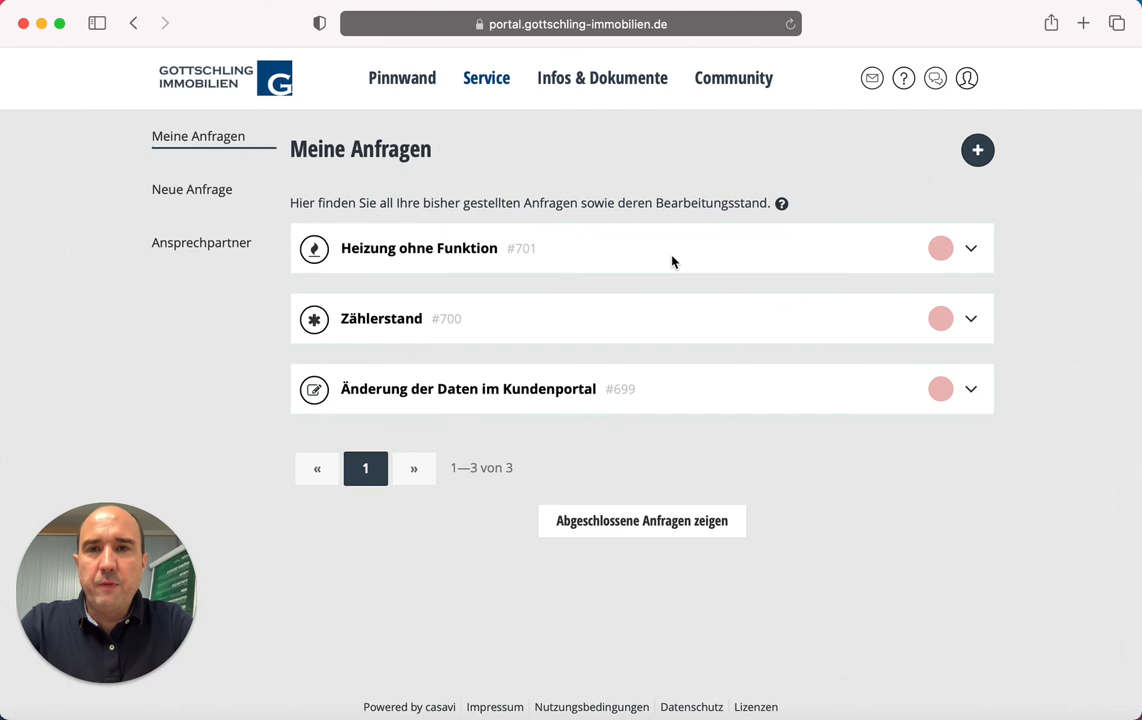 portal.gottschling-immobilien.de
GOTTSCHLING
IMMOBILIEN
G
Pinnwand
Service
Infos & Dokumente
Community
Meine Anfragen
Neue Anfrage
Ansprechpartner
Meine Anfragen
Hier finden Sie all Ihre bisher gestellten Anfragen sowie deren Bearbeitungsstand.
Heizung ohne Funktion #701
Zählerstand #700
Änderung der Daten im Kundenportal #699
« 1 » 1—3 von 3
Abgeschlossene Anfragen zeigen
Powered by casavi Impressum Nutzungsbedingungen Datenschutz Lizenzen